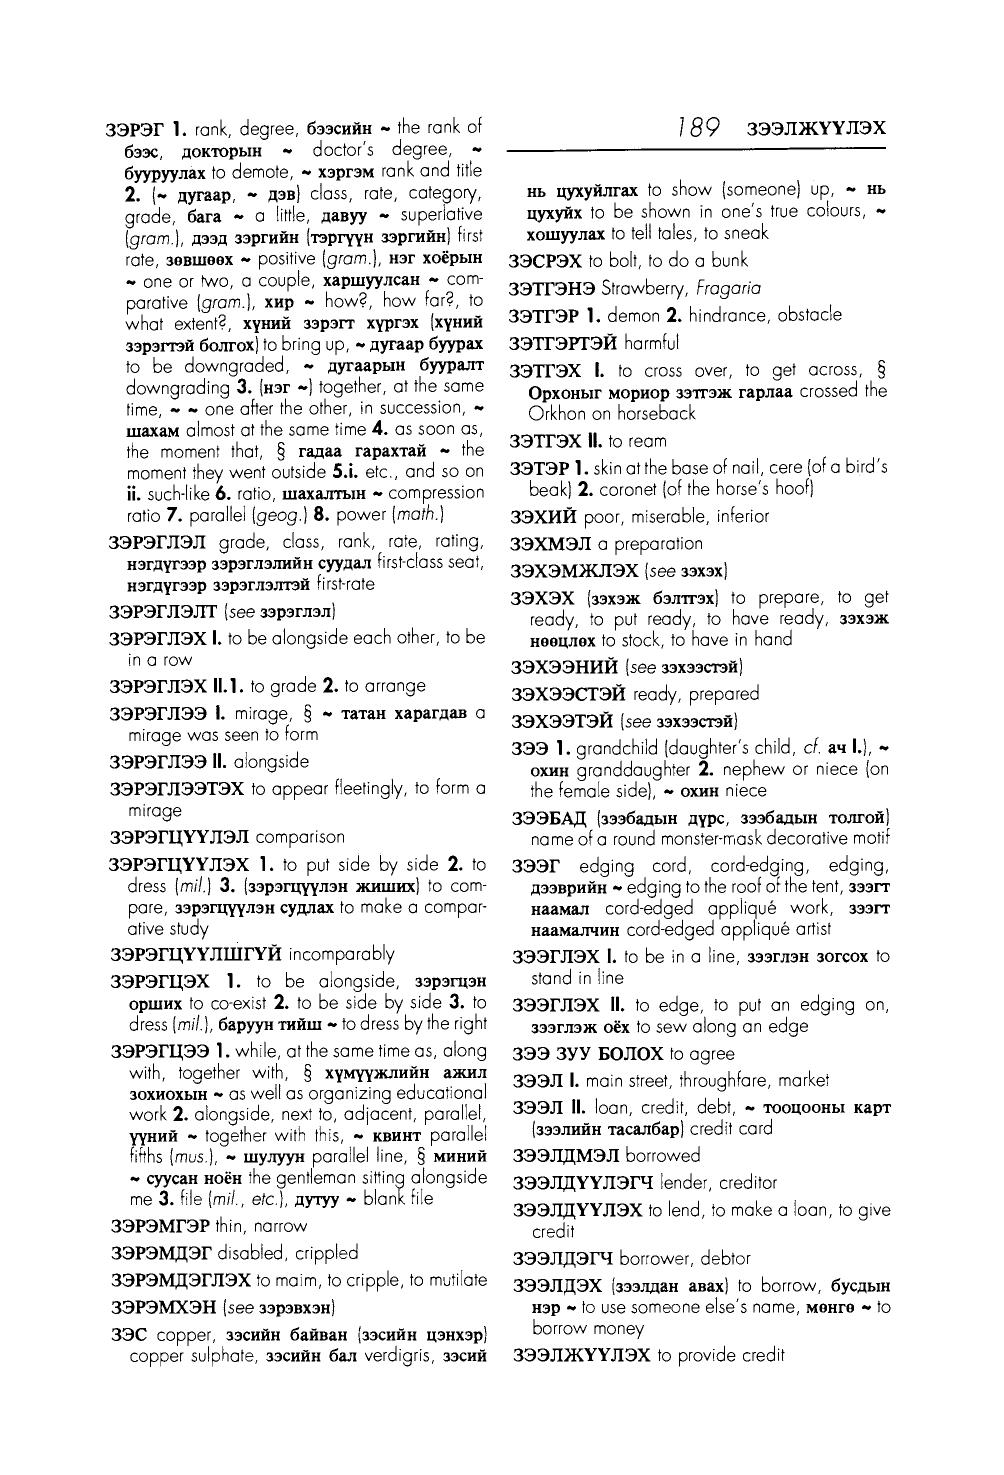 189 ЗЭЭЛЖҮҮЛЭХ
ЗЭРЭГ 1. rank, degree, бээсийн ~ the rank of
бээс, докторын ~ doctor's degree, ~
бууруулах to demote, ~ хэргэм rank and title
2. (~ дугаар, ~ дэв) class, rate, category,
grade, бага ~ a little, давуу ~ superlative
(gram.), дээд зэргийн (тэргүүн зэргийн) first
rate, зөвшөөх ~ positive (gram.), нэг хоёрын
~ one or two, a couple, харшуулсан ~ com-
parative (gram.), хир ~ how?, how far?, to
what extent?, хүний зэрэгт хүргэх (хүний
зэрэгтэй болгох) to bring up, ~ дугаар буурах
to be downgraded, ~ дугаарын бууралт
downgrading 3. (нэг ~) together, at the same
time, ~ ~ one after the other, in succession, ~
шахам almost at the same time 4. as soon as,
the moment that, § гадаа гарахтай ~ the
moment they went outside 5.i. etc., and so on
ii. such-like 6. ratio, шахалтын ~ compression
ratio 7. parallel (geog.) 8. power (math.)
ЗЭРЭГЛЭЛ grade, class, rank, rate, rating,
нэгдүгээр зэрэглэлийн суудал first-class seat,
нэгдүгээр зэрэглэлтэй first-rate
ЗЭРЭГЛЭЛТ (see зэрэглэл)
ЗЭРЭГЛЭХ I. to be alongside each other, to be
in a row
ЗЭРЭГЛЭХ II.1. to grade 2. to arrange
ЗЭРЭГЛЭЭ I. mirage, § ~ татан харагдав a
mirage was seen to form
ЗЭРЭГЛЭЭ II. alongside
ЗЭРЭГЛЭЭТЭХ to appear fleetingly, to form a
mirage
ЗЭРЭГЦҮҮЛЭЛ comparison
ЗЭРЭГЦҮҮЛЭХ 1. to put side by side 2. to
dress (mil.) 3. (зэрэгцүүлэн жиших) to com-
pare, зэрэгцүүлэн судлах to make a compar-
ative study
ЗЭРЭГЦҮҮЛШГҮЙ incomparably
ЗЭРЭГЦЭХ 1. to be alongside, зэрэгцэн
орших to co-exist 2. to be side by side 3. to
dress (mil.), баруун тийш ~ to dress by the right
ЗЭРЭГЦЭЭ 1. while, at the same time as, along
with, together with, § хүмүүжлийн ажил
зохиохын ~ as well as organizing educational
work 2. alongside, next to, adjacent, parallel,
үүний ~ together with this, ~ квинт parallel
fifths (mus.), ~ шулуун parallel line, § миний
~ суусан ноён the gentleman sitting alongside
me 3. file (mil., etc.), дутуу ~ blank file
ЗЭРЭМГЭР thin, narrow
ЗЭРЭМДЭГ disabled, crippled
ЗЭРЭМДЭГЛЭХ to maim, to cripple, to mutilate
ЗЭРЭМХЭН (see зэрэвхэн)
ЗЭС copper, зэсийн байван (зэсийн цэнхэр)
copper sulphate, зэсийн бал verdigris, зэсий
нь цухуйлгах to show (someone) up, ~ нь
цухуйх to be shown in one's true colours, ~
хошуулах to tell tales, to sneak
ЗЭСРЭХ to bolt, to do a bunk
ЗЭТГЭНЭ Strawberry, Fragaria
ЗЭТГЭР 1. demon 2. hindrance, obstacle
ЗЭТГЭРТЭЙ harmful
ЗЭТГЭХ I. to cross over, to get across, §
Орхоныг мориор зэтгэж гарлаа crossed the
Orkhon on horseback
ЗЭТГЭХ II. to ream
ЗЭТЭР 1. skin at the base of nail, cere (of a bird's
beak) 2. coronet (of the horse's hoof)
ЗЭХИЙ poor, miserable, inferior
ЗЭХМЭЛ a preparation
ЗЭХЭМЖЛЭХ (see зэхэх)
ЗЭХЭХ (зэхэж бэлтгэх) to prepare, to get
ready, to put ready, to have ready, зэхэж
нөөцлөх to stock, to have in hand
ЗЭХЭЭНИЙ (see зэхээстэй)
ЗЭХЭЭСТЭЙ ready, prepared
ЗЭХЭЭТЭЙ (see зэхээстэй)
ЗЭЭ 1. grandchild (daughter's child, cf. ач I.), ~
охин granddaughter 2. nephew or niece (on
the female side), ~ охин niece
ЗЭЭБАД (зээбадын дүрс, зээбадын толгой)
name of a round monster-mask decorative motif
ЗЭЭГ edging cord, cord-edging, edging,
дээврийн ~ edging to the roof of the tent, зээгт
наамал cord-edged appliqué work, зээгт
наамалчин cord-edged appliqué artist
ЗЭЭГЛЭХ I. to be in a line, зээглэн зогсох to
stand in line
ЗЭЭГЛЭХ II. to edge, to put an edging on,
зээглэж оёх to sew along an edge
ЗЭЭ ЗУУ БОЛОХ to agree
ЗЭЭЛ I. main street, throughfare, market
ЗЭЭЛ II. loan, credit, debt, ~ тооцооны карт
(зээлийн тасалбар) credit card
ЗЭЭЛДМЭЛ borrowed
ЗЭЭЛДҮҮЛЭГЧ lender, creditor
ЗЭЭЛДҮҮЛЭХ to lend, to make a loan, to give
credit
ЗЭЭЛДЭГЧ borrower, debtor
ЗЭЭЛДЭХ (зээлдан авах) to borrow, бусдын
нэр ~ to use someone else's name, мөнгө ~ to
borrow money
ЗЭЭЛЖҮҮЛЭХ to provide credit